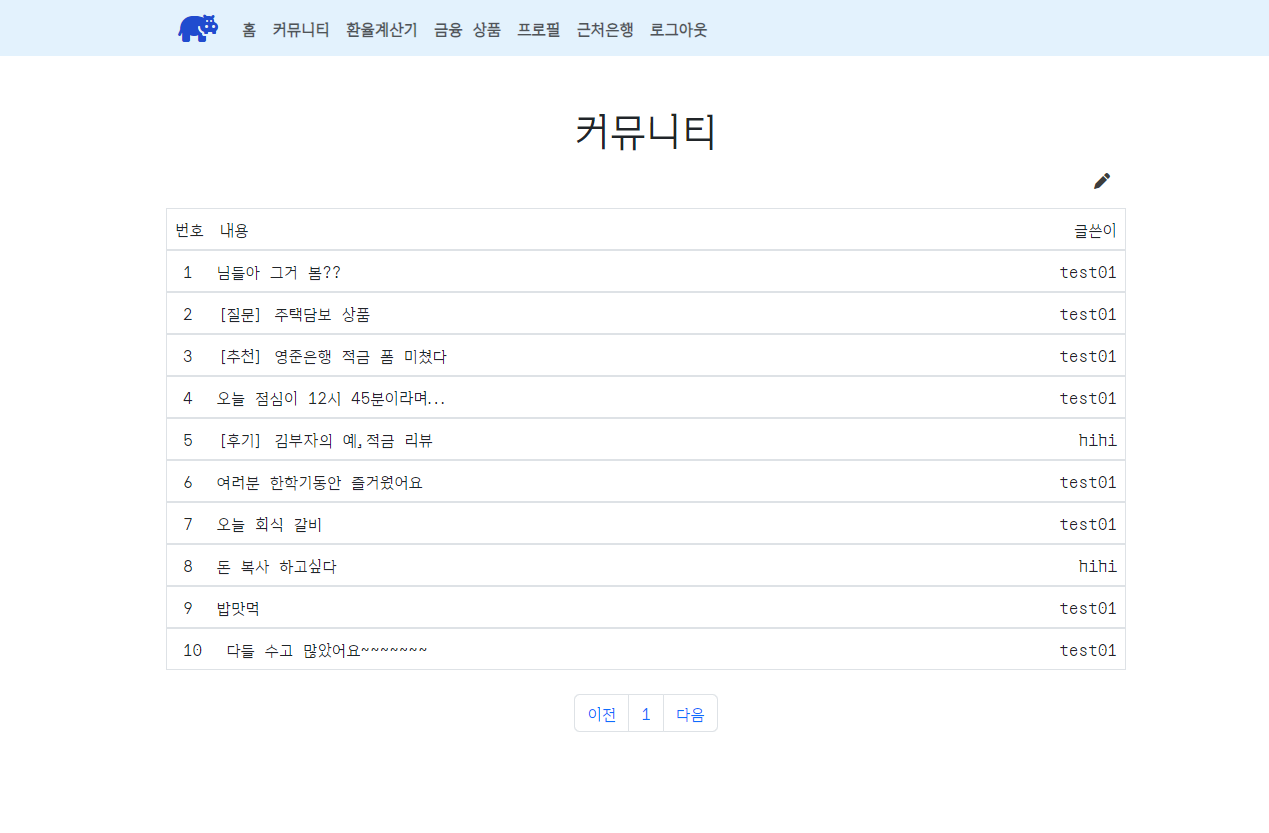 홈 커뮤니티 환율계산기 금융 상품 프로필 근처은행 로그아웃
커뮤니티
번호 내용 글쓴이
1 님들아 그거 봄?? test01
2 [질문] 주택담보 상품 test01
3 [추천] 영준은행 적금 폼 미쳤다 test01
4 오늘 점심이 12시 45분이라며... test01
5 [후기] 김부자의 예,적금 리뷰 hihi
6 여러분 한학기동안 즐거웠어요 test01
7 오늘 회식 갈비 test01
8 돈 복사 하고싶다 hihi
9 밥맛먹 test01
10 다들 수고 많았어요~~~~~~~ test01
이전 1 다음